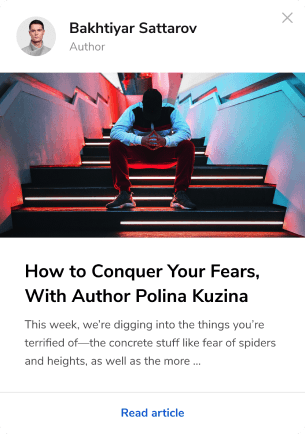 Bakhtiyar Sattarov
Author
How to Conquer Your Fears,
With Author Polina Kuzina
This week, we’re digging into the things you’re
terrified of—the concrete stuff like fear of spiders
and heights, as well as the more ...
Read article